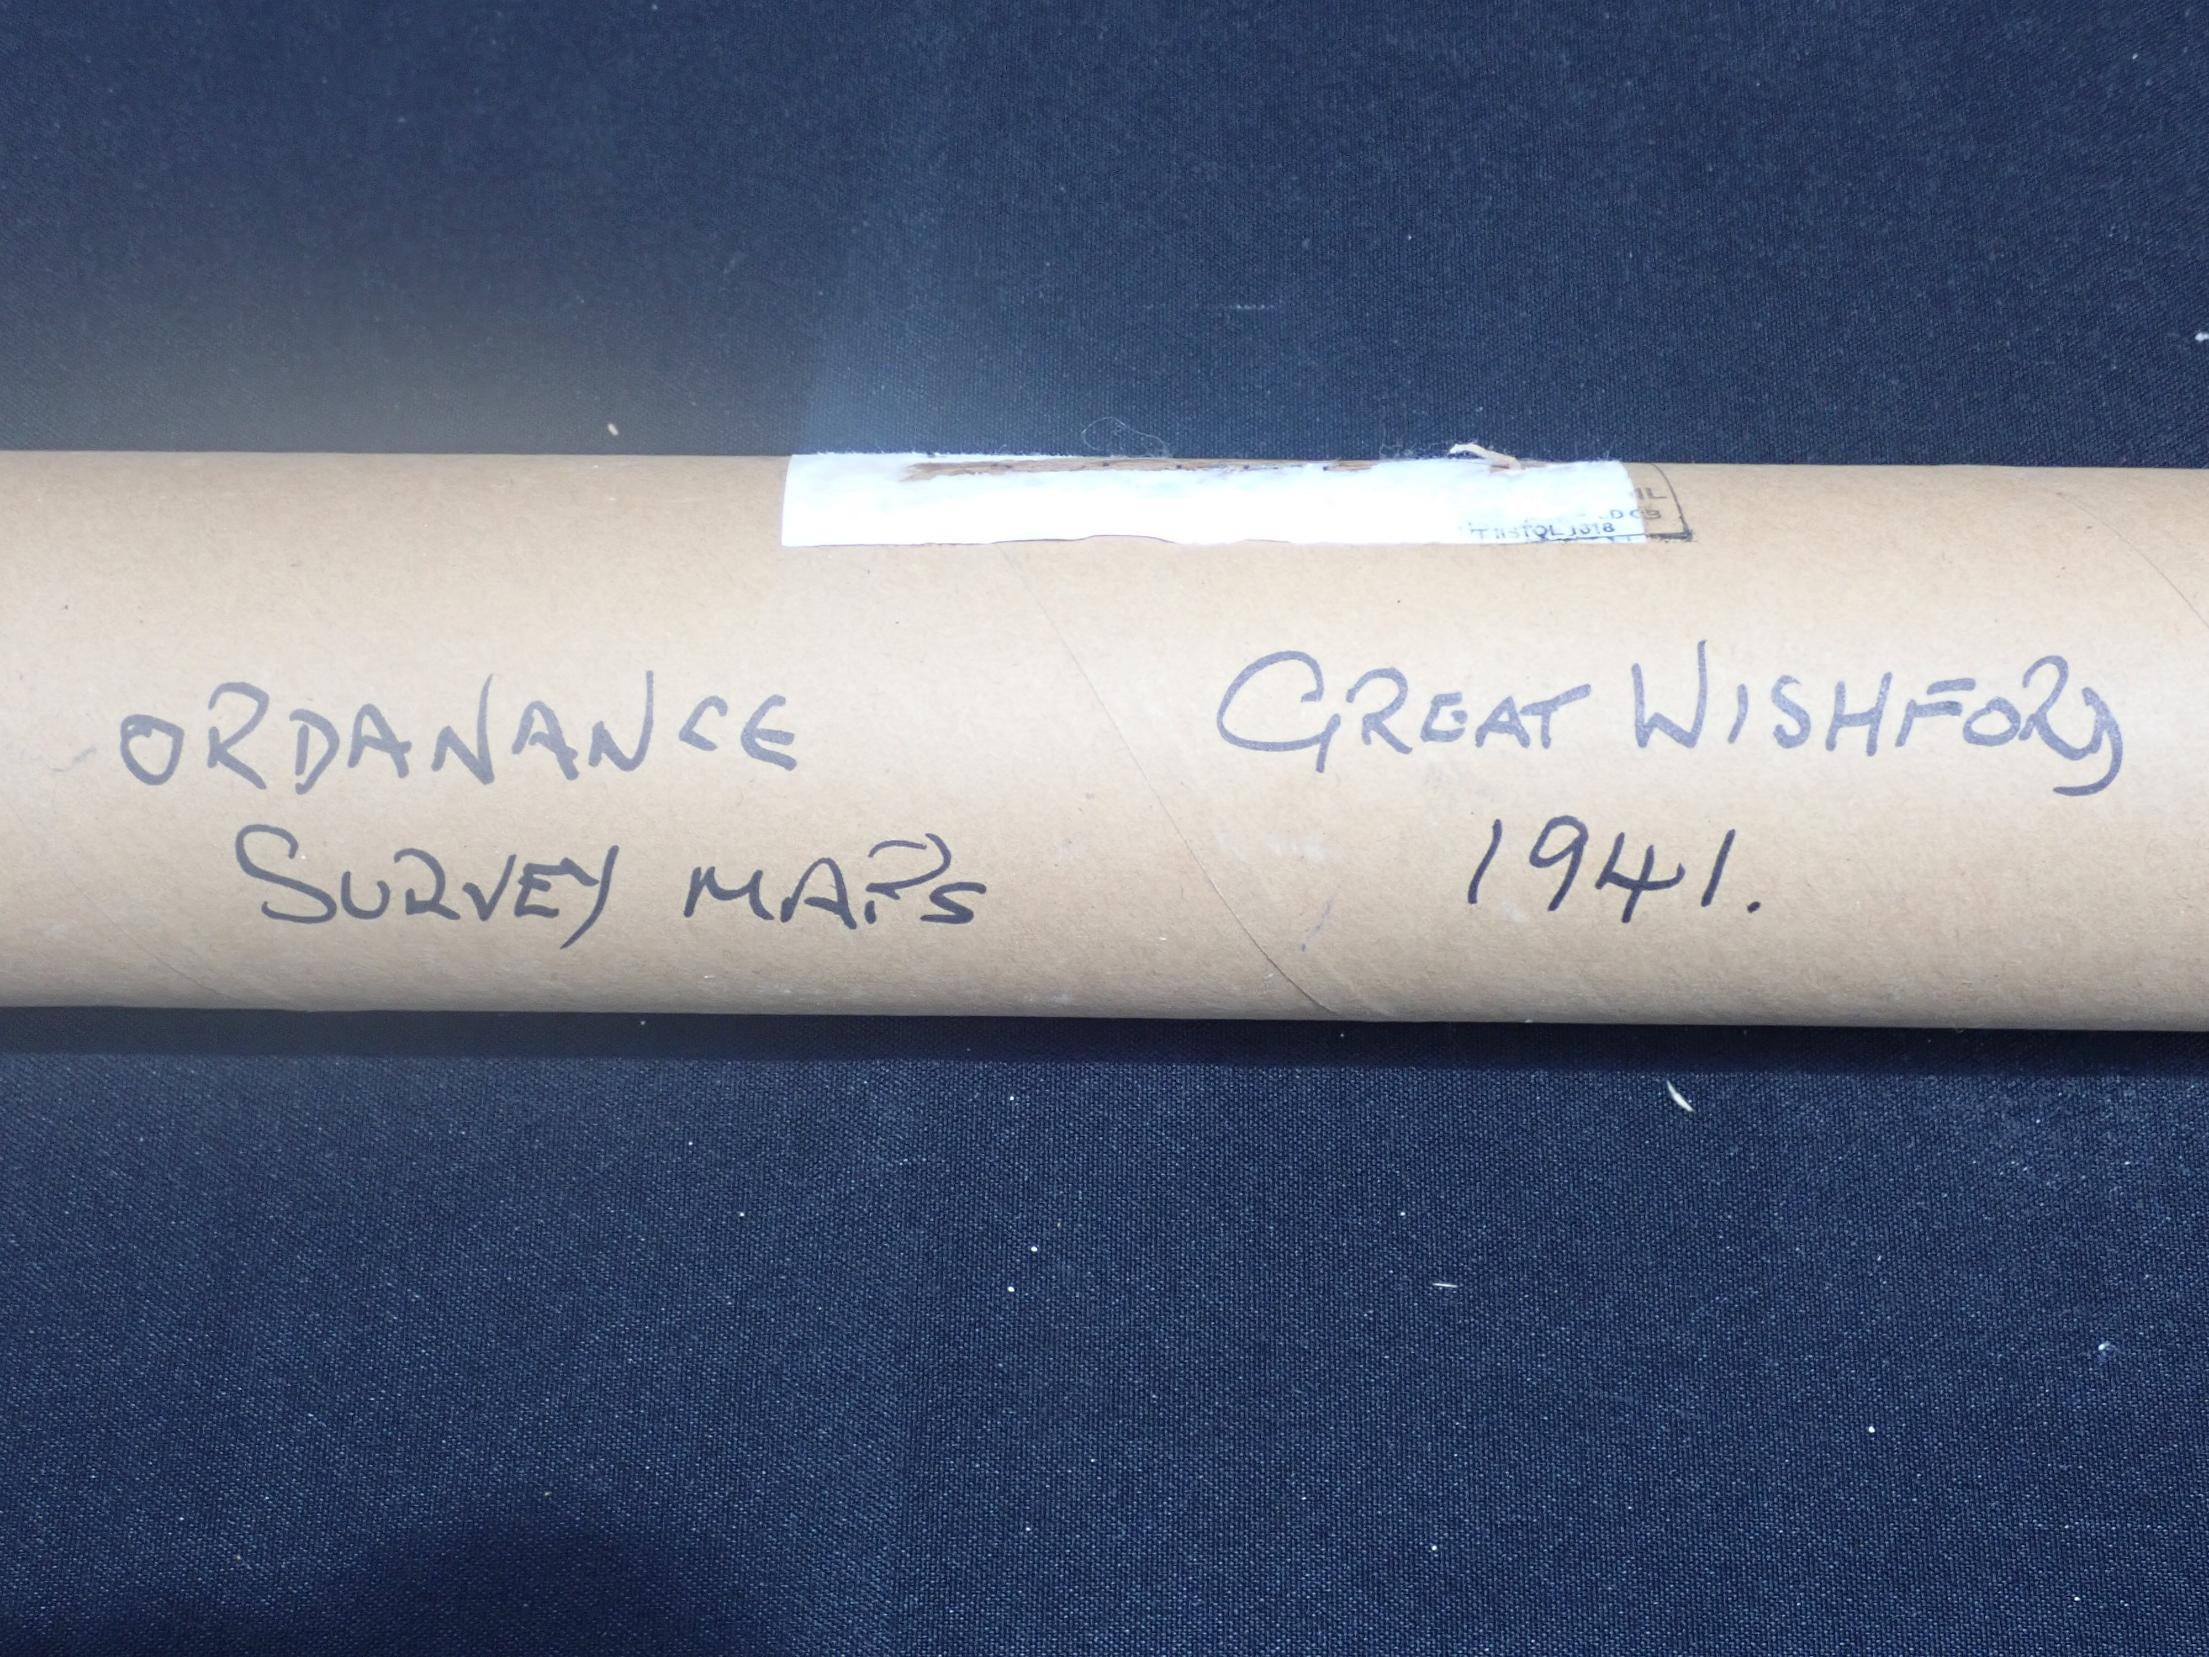 ORDANANCE
SURVEY MAPS
GREAT WISHFORD
1941.